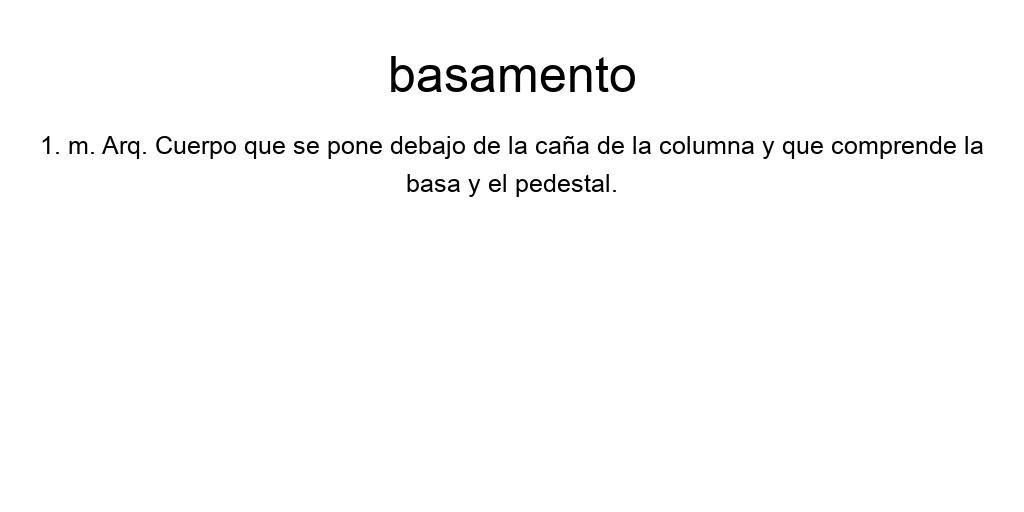 basamento
1. m. Arq. Cuerpo que se pone debajo de la caña de la columna y que comprende la
basa y el pedestal.